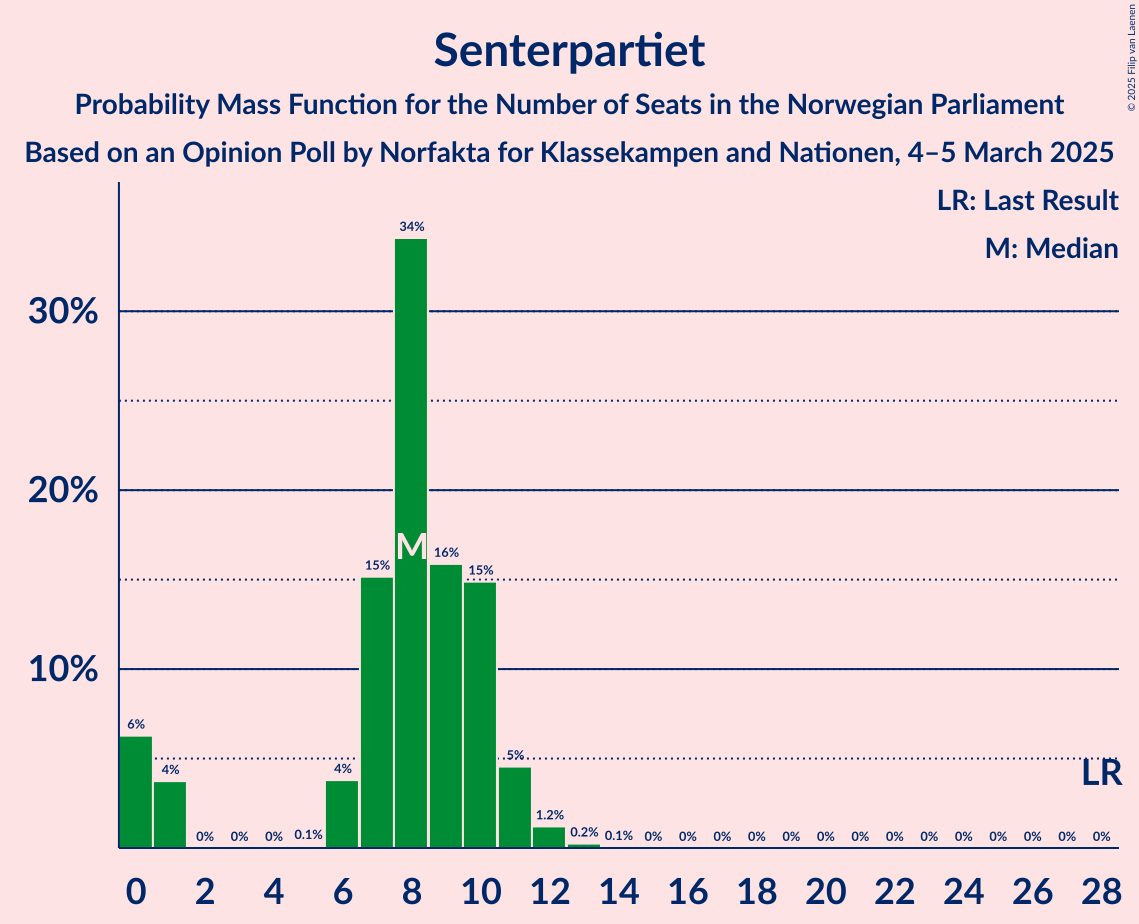 Senterpartiet
Probability Mass Function for the Number of Seats in the Norwegian Parliament
Based on an Opinion Poll by Norfakta for Klassekampen and Nationen, 4–5 March 2025
© 2025 Filip van Laenen
LR: Last Result
M: Median
34%
30%
20%
M
16%
15%
15%
10%
6%
5%
4%
4%
LR
1.2%
0.2%
0.1%
0.1%
0% 0% 0% 0% 0% 0% 0% 0% 0% 0% 0% 0% 0% 0% 0% 0% 0%
0 2 4 6 8 10 12 14 16 18 20 22 24 26 28